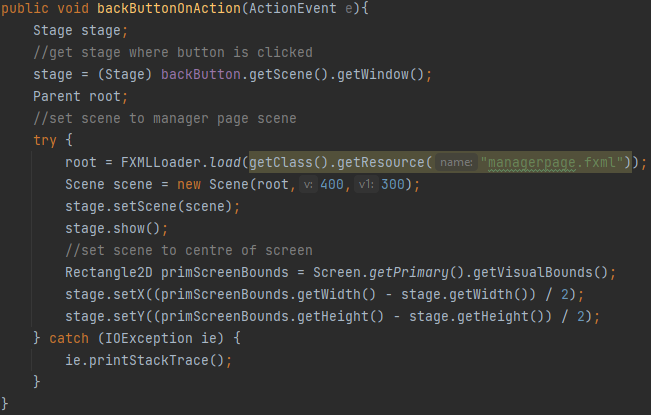 public void backButtonOnAction(ActionEvent e){
    Stage stage;
    //get stage where button is clicked
    stage = (Stage) backButton.getScene().getWindow();
    Parent root;
    //set scene to manager page scene
    try {
        root = FXMLLoader.load(getClass().getResource( name: "managerpage.fxml"));
        Scene scene = new Scene(root, v: 400, v1: 300);
        stage.setScene(scene);
        stage.show();
        //set scene to centre of screen
        Rectangle2D primScreenBounds = Screen.getPrimary().getVisualBounds();
        stage.setX((primScreenBounds.getWidth() - stage.getWidth()) / 2);
        stage.setY((primScreenBounds.getHeight() - stage.getHeight()) / 2);
    } catch (IOException ie) {
        ie.printStackTrace();
    }
}